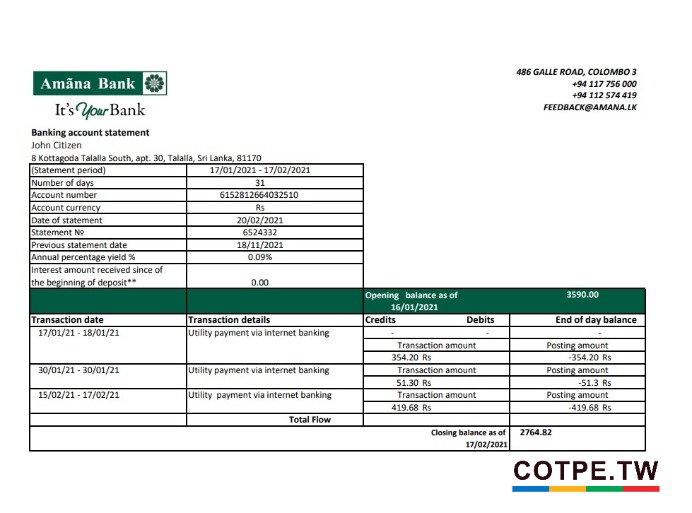 Amãna Bank
It's Your Bank
486 GALLE ROAD, COLOMBO 3
+94 117 756 000
+94 112 574 419
FEEDBACK@AMANA.LK
Banking account statement
John Citizen
8 Kottagoda Talalla South, apt. 30, Talalla, Sri Lanka, 81170
(Statement period) 17/01/2021 - 17/02/2021
Number of days 31
Account number 6152812664032510
Account currency Rs
Date of statement 20/02/2021
Statement № 6524332
Previous statement date 18/11/2021
Annual percentage yield % 0.09%
Interest amount received since of
the beginning of deposit** 0.00
Opening balance as of 3590.00
16/01/2021
Transaction date Transaction details Credits Debits End of day balance
17/01/21 - 18/01/21 Utility payment via internet banking - - -
Transaction amount Posting amount
354.20 Rs -354.20 Rs
30/01/21 - 30/01/21 Utility payment via internet banking Transaction amount Posting amount
51.30 Rs -51.3 Rs
15/02/21 - 17/02/21 Utility payment via internet banking Transaction amount Posting amount
419.68 Rs -419.68 Rs
Total Flow
Closing balance as of 2764.82
17/02/2021
COTPE.TW